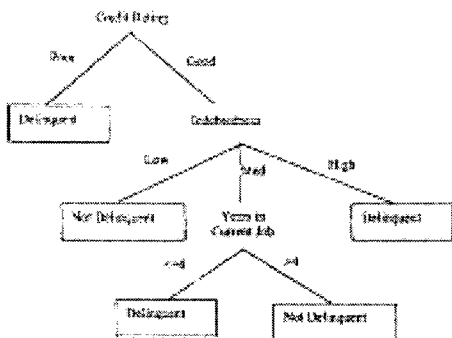 Credit Rating
Poor
Good
Delinquent
Indebtedness
Low
Med
High
Not Delinquent
Years in
Current Job
Delinquent
Delinquent
Not Delinquent